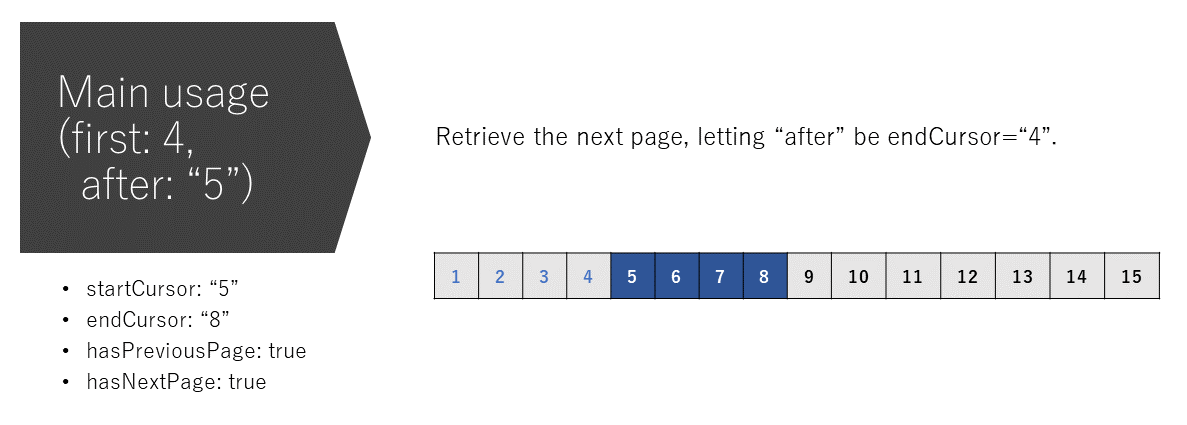 Main usage
(first: 4,
after: “5”)
Retrieve the next page, letting “after” be endCursor=“4”.
1 2 3 4 5 6 7 8 9 10 11 12 13 14 15
• startCursor: “5”
• endCursor: “8”
• hasPreviousPage: true
• hasNextPage: true